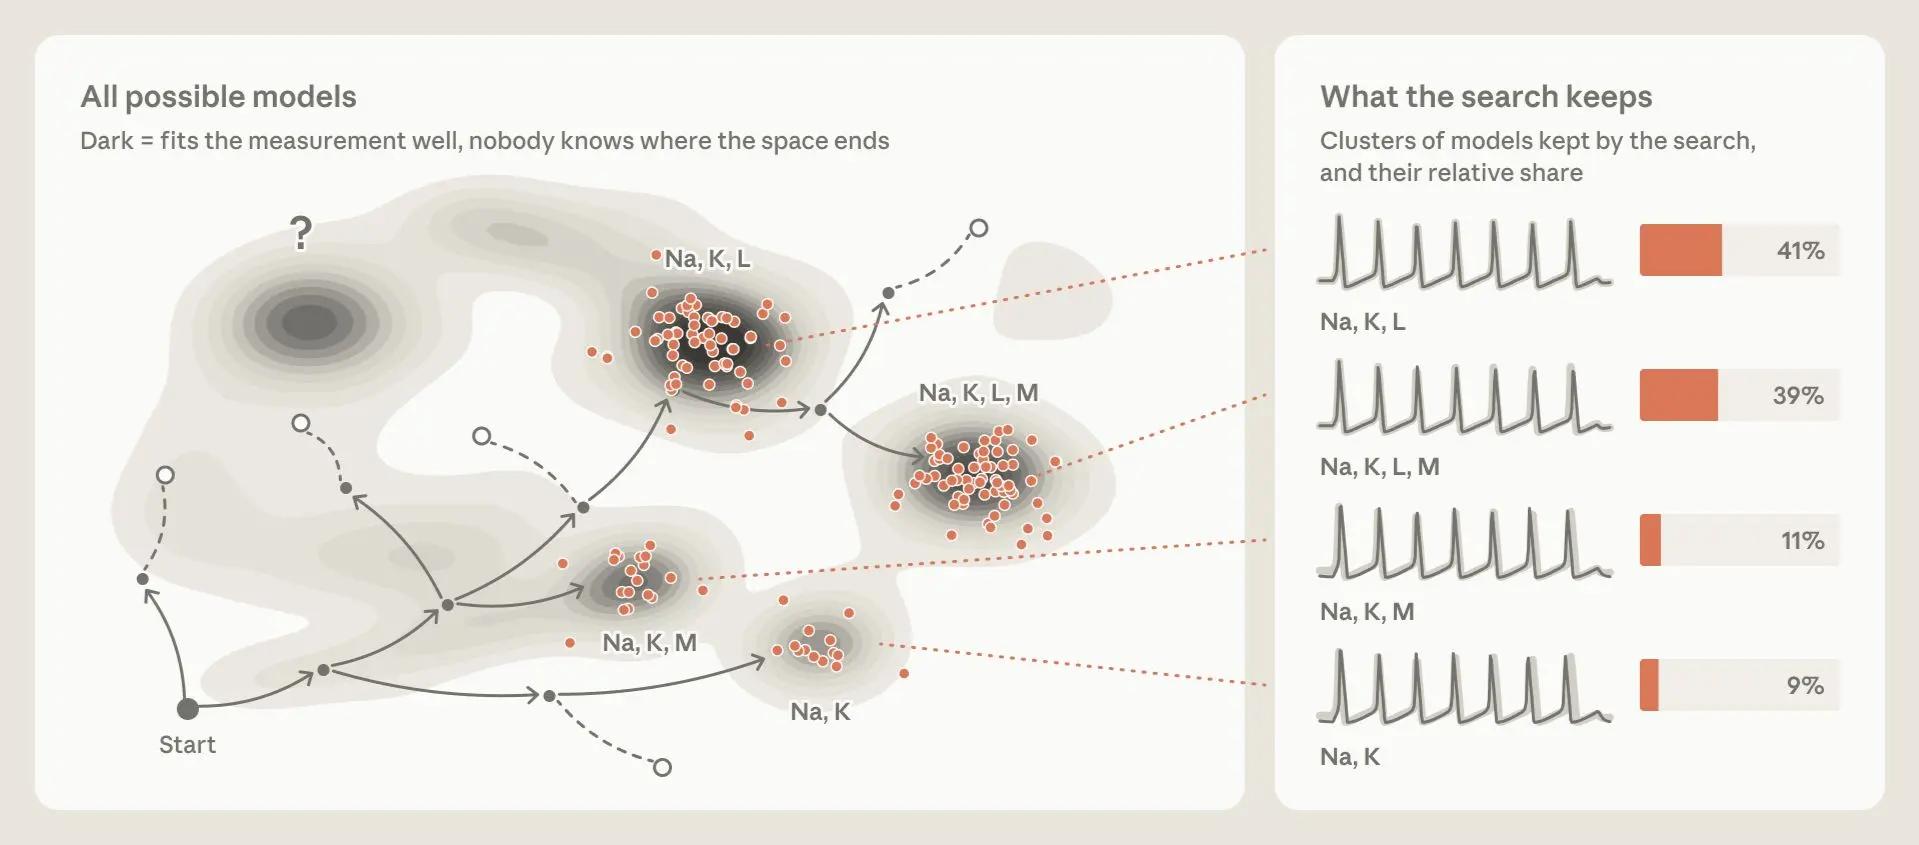 All possible models
Dark = fits the measurement well, nobody knows where the space ends
?
Na, K, L
Na, K, L, M
Na, K, M
Na, K
Start
What the search keeps
Clusters of models kept by the search,
and their relative share
41%
Na, K, L
39%
Na, K, L, M
11%
Na, K, M
9%
Na, K